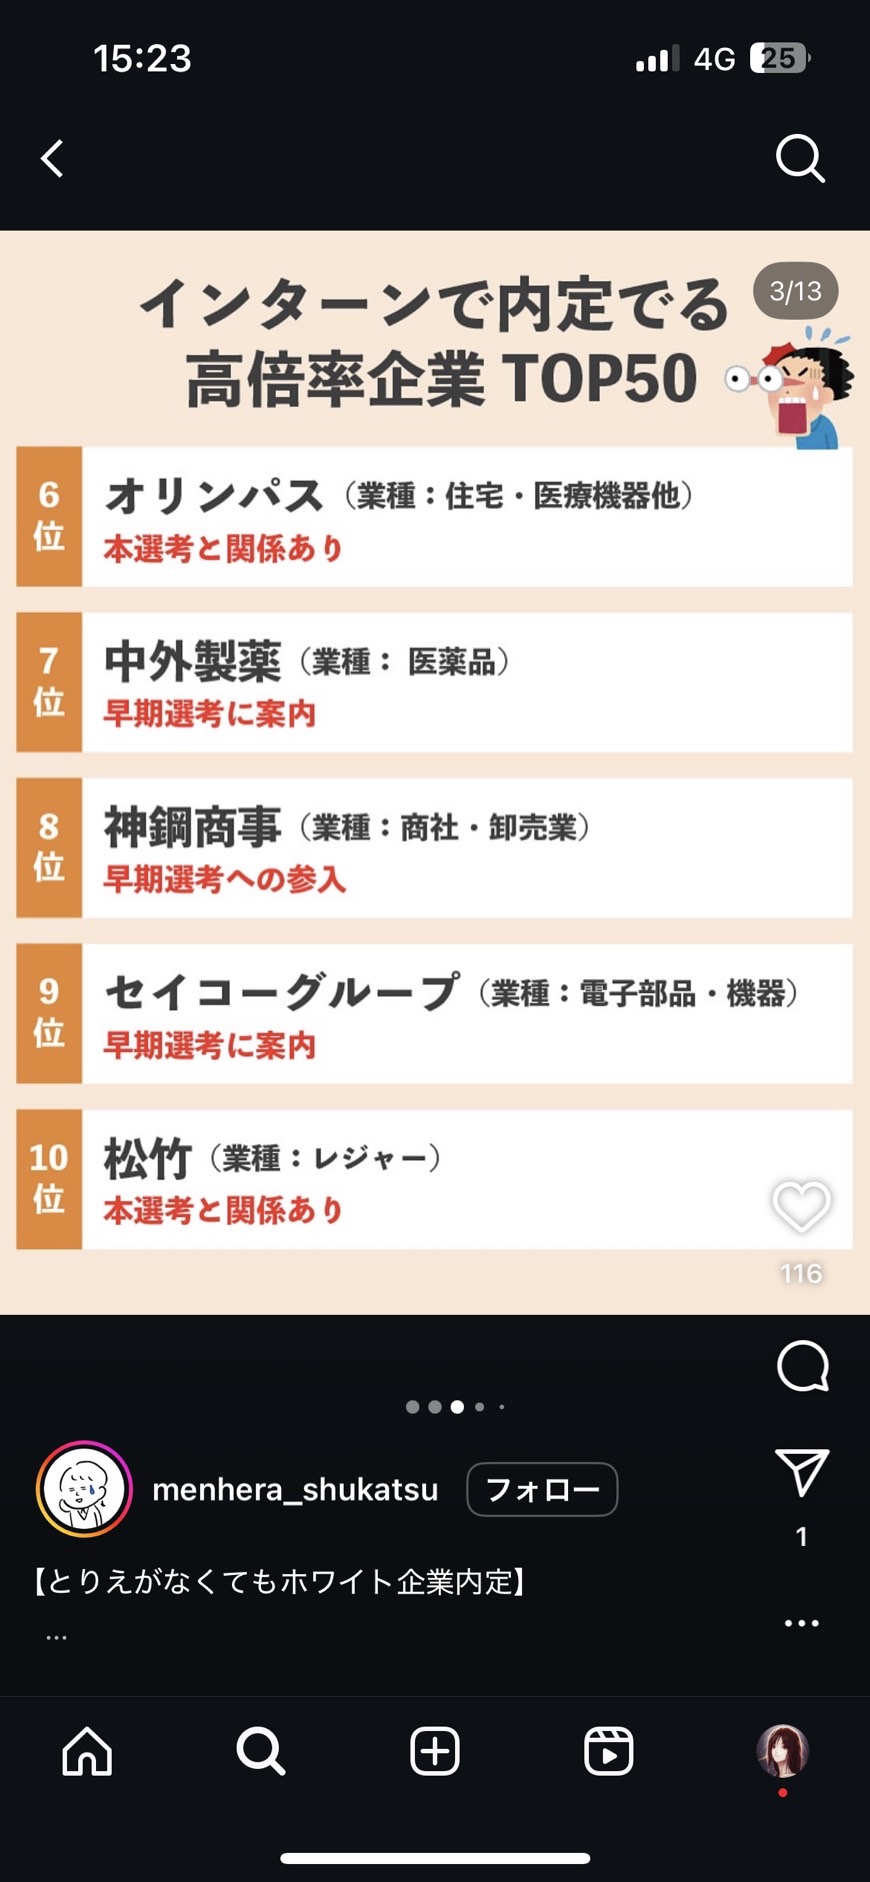 15:23
4G
25
3/13
インターンで内定でる
高倍率企業 TOP50
6
位
オリンパス（業種：住宅・医療機器他）
本選考と関係あり
7
位
中外製薬（業種： 医薬品）
早期選考に案内
8
位
神鋼商事（業種：商社・卸売業）
早期選考への参入
9
位
セイコーグループ（業種：電子部品・機器）
早期選考に案内
10
位
松竹（業種：レジャー）
本選考と関係あり
116
menhera_shukatsu
フォロー
1
【とりえがなくてもホワイト企業内定】
...